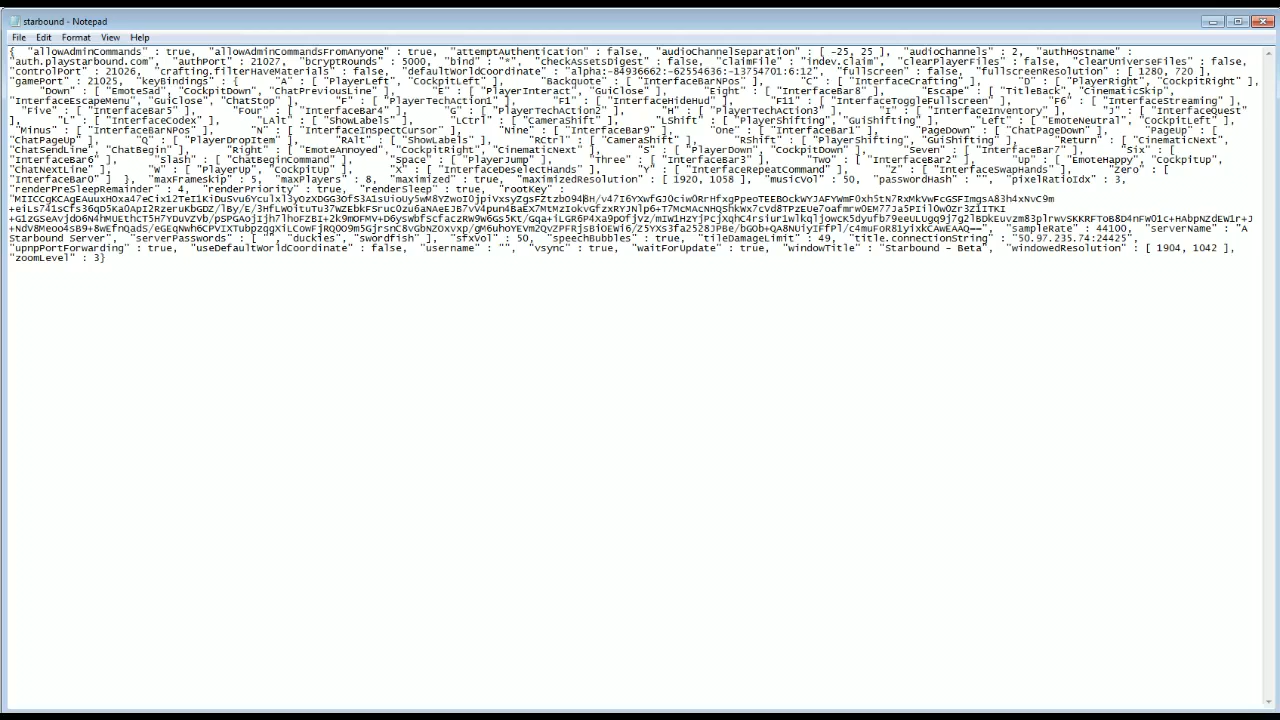 starbound - Notepad
File Edit Format View Help
{ "allowAdminCommands" : true, "allowAdminCommandsFromAnyone" : true, "attemptAuthentication" : false, "audioChannelSeparation" : [ -25, 25 ], "audioChannels" : 2, "authHostname" :
"auth.playstarbound.com", "authPort" : 21027, "bcryptRounds" : 5000, "bind" : "*", "checkAssetsDigest" : false, "claimFile" : "indev.claim", "clearPlayerFiles" : false, "clearUniverseFiles" : false,
"controlPort" : 21026, "crafting.filterHaveMaterials" : false, "defaultWorldCoordinate" : "alpha:-84936662:-62554636:-13754701:6:12", "fullscreen" : false, "fullscreenResolution" : [ 1280, 720 ],
"gamePort" : 21025, "keyBindings" : { "A" : [ "PlayerLeft", "CockpitLeft" ], "Backquote" : [ "InterfaceBarNPos" ], "C" : [ "InterfaceCrafting" ], "D" : [ "PlayerRight", "CockpitRight" ],
"Down" : [ "EmoteSad", "CockpitDown", "ChatPreviousLine" ], "E" : [ "PlayerInteract", "GuiClose" ], "Eight" : [ "InterfaceBar8" ], "Escape" : [ "TitleBack", "CinematicSkip",
"InterfaceEscapeMenu", "GuiClose", "ChatStop" ], "F" : [ "PlayerTechAction1" ], "F1" : [ "InterfaceHideHud" ], "F11" : [ "InterfaceToggleFullscreen" ], "F6" : [ "InterfaceStreaming" ],
"Five" : [ "InterfaceBar5" ], "Four" : [ "InterfaceBar4" ], "G" : [ "PlayerTechAction2" ], "H" : [ "PlayerTechAction3" ], "I" : [ "InterfaceInventory" ], "J" : [ "InterfaceQuest"
], "L" : [ "InterfaceCodex" ], "LAlt" : [ "ShowLabels" ], "LCtrl" : [ "CameraShift" ], "LShift" : [ "PlayerShifting", "GuiShifting" ], "Left" : [ "EmoteNeutral", "CockpitLeft" ],
"Minus" : [ "InterfaceBarNPos" ], "N" : [ "InterfaceInspectCursor" ], "Nine" : [ "InterfaceBar9" ], "One" : [ "InterfaceBar1" ], "PageDown" : [ "ChatPageDown" ], "PageUp" : [
"ChatPageUp" ], "Q" : [ "PlayerDropItem" ], "RAlt" : [ "ShowLabels" ], "RCtrl" : [ "CameraShift" ], "RShift" : [ "PlayerShifting", "GuiShifting" ], "Return" : [ "CinematicNext",
"ChatSendLine", "ChatBegin" ], "Right" : [ "EmoteAnnoyed", "CockpitRight", "CinematicNext" ], "S" : [ "PlayerDown", "CockpitDown" ], "Seven" : [ "InterfaceBar7" ], "Six" : [
"InterfaceBar6" ], "Slash" : [ "ChatBeginCommand" ], "Space" : [ "PlayerJump" ], "Three" : [ "InterfaceBar3" ], "Two" : [ "InterfaceBar2" ], "Up" : [ "EmoteHappy", "CockpitUp",
"ChatNextLine" ], "W" : [ "PlayerUp", "CockpitUp" ], "X" : [ "InterfaceDeselectHands" ], "Y" : [ "InterfaceRepeatCommand" ], "Z" : [ "InterfaceSwapHands" ], "Zero" : [
"InterfaceBar0" ] }, "maxFrameskip" : 5, "maxPlayers" : 8, "maximized" : true, "maximizedResolution" : [ 1920, 1058 ], "musicVol" : 50, "passwordHash" : "", "pixelRatioIdx" : 3,
"renderPreSleepRemainder" : 4, "renderPriority" : true, "renderSleep" : true, "rootKey" :
"sampleRate" : 44100, "serverName" : "A
Starbound Server", "serverPasswords" : [ "", "duckies", "swordfish" ], "sfxVol" : 50, "speechBubbles" : true, "tileDamageLimit" : 49, "title.connectionString" : "50.97.235.74:24425",
"upnpPortForwarding" : true, "useDefaultWorldCoordinate" : false, "username" : "", "vsync" : true, "waitForUpdate" : true, "windowTitle" : "Starbound - Beta", "windowedResolution" : [ 1904, 1042 ],
"zoomLevel" : 3}